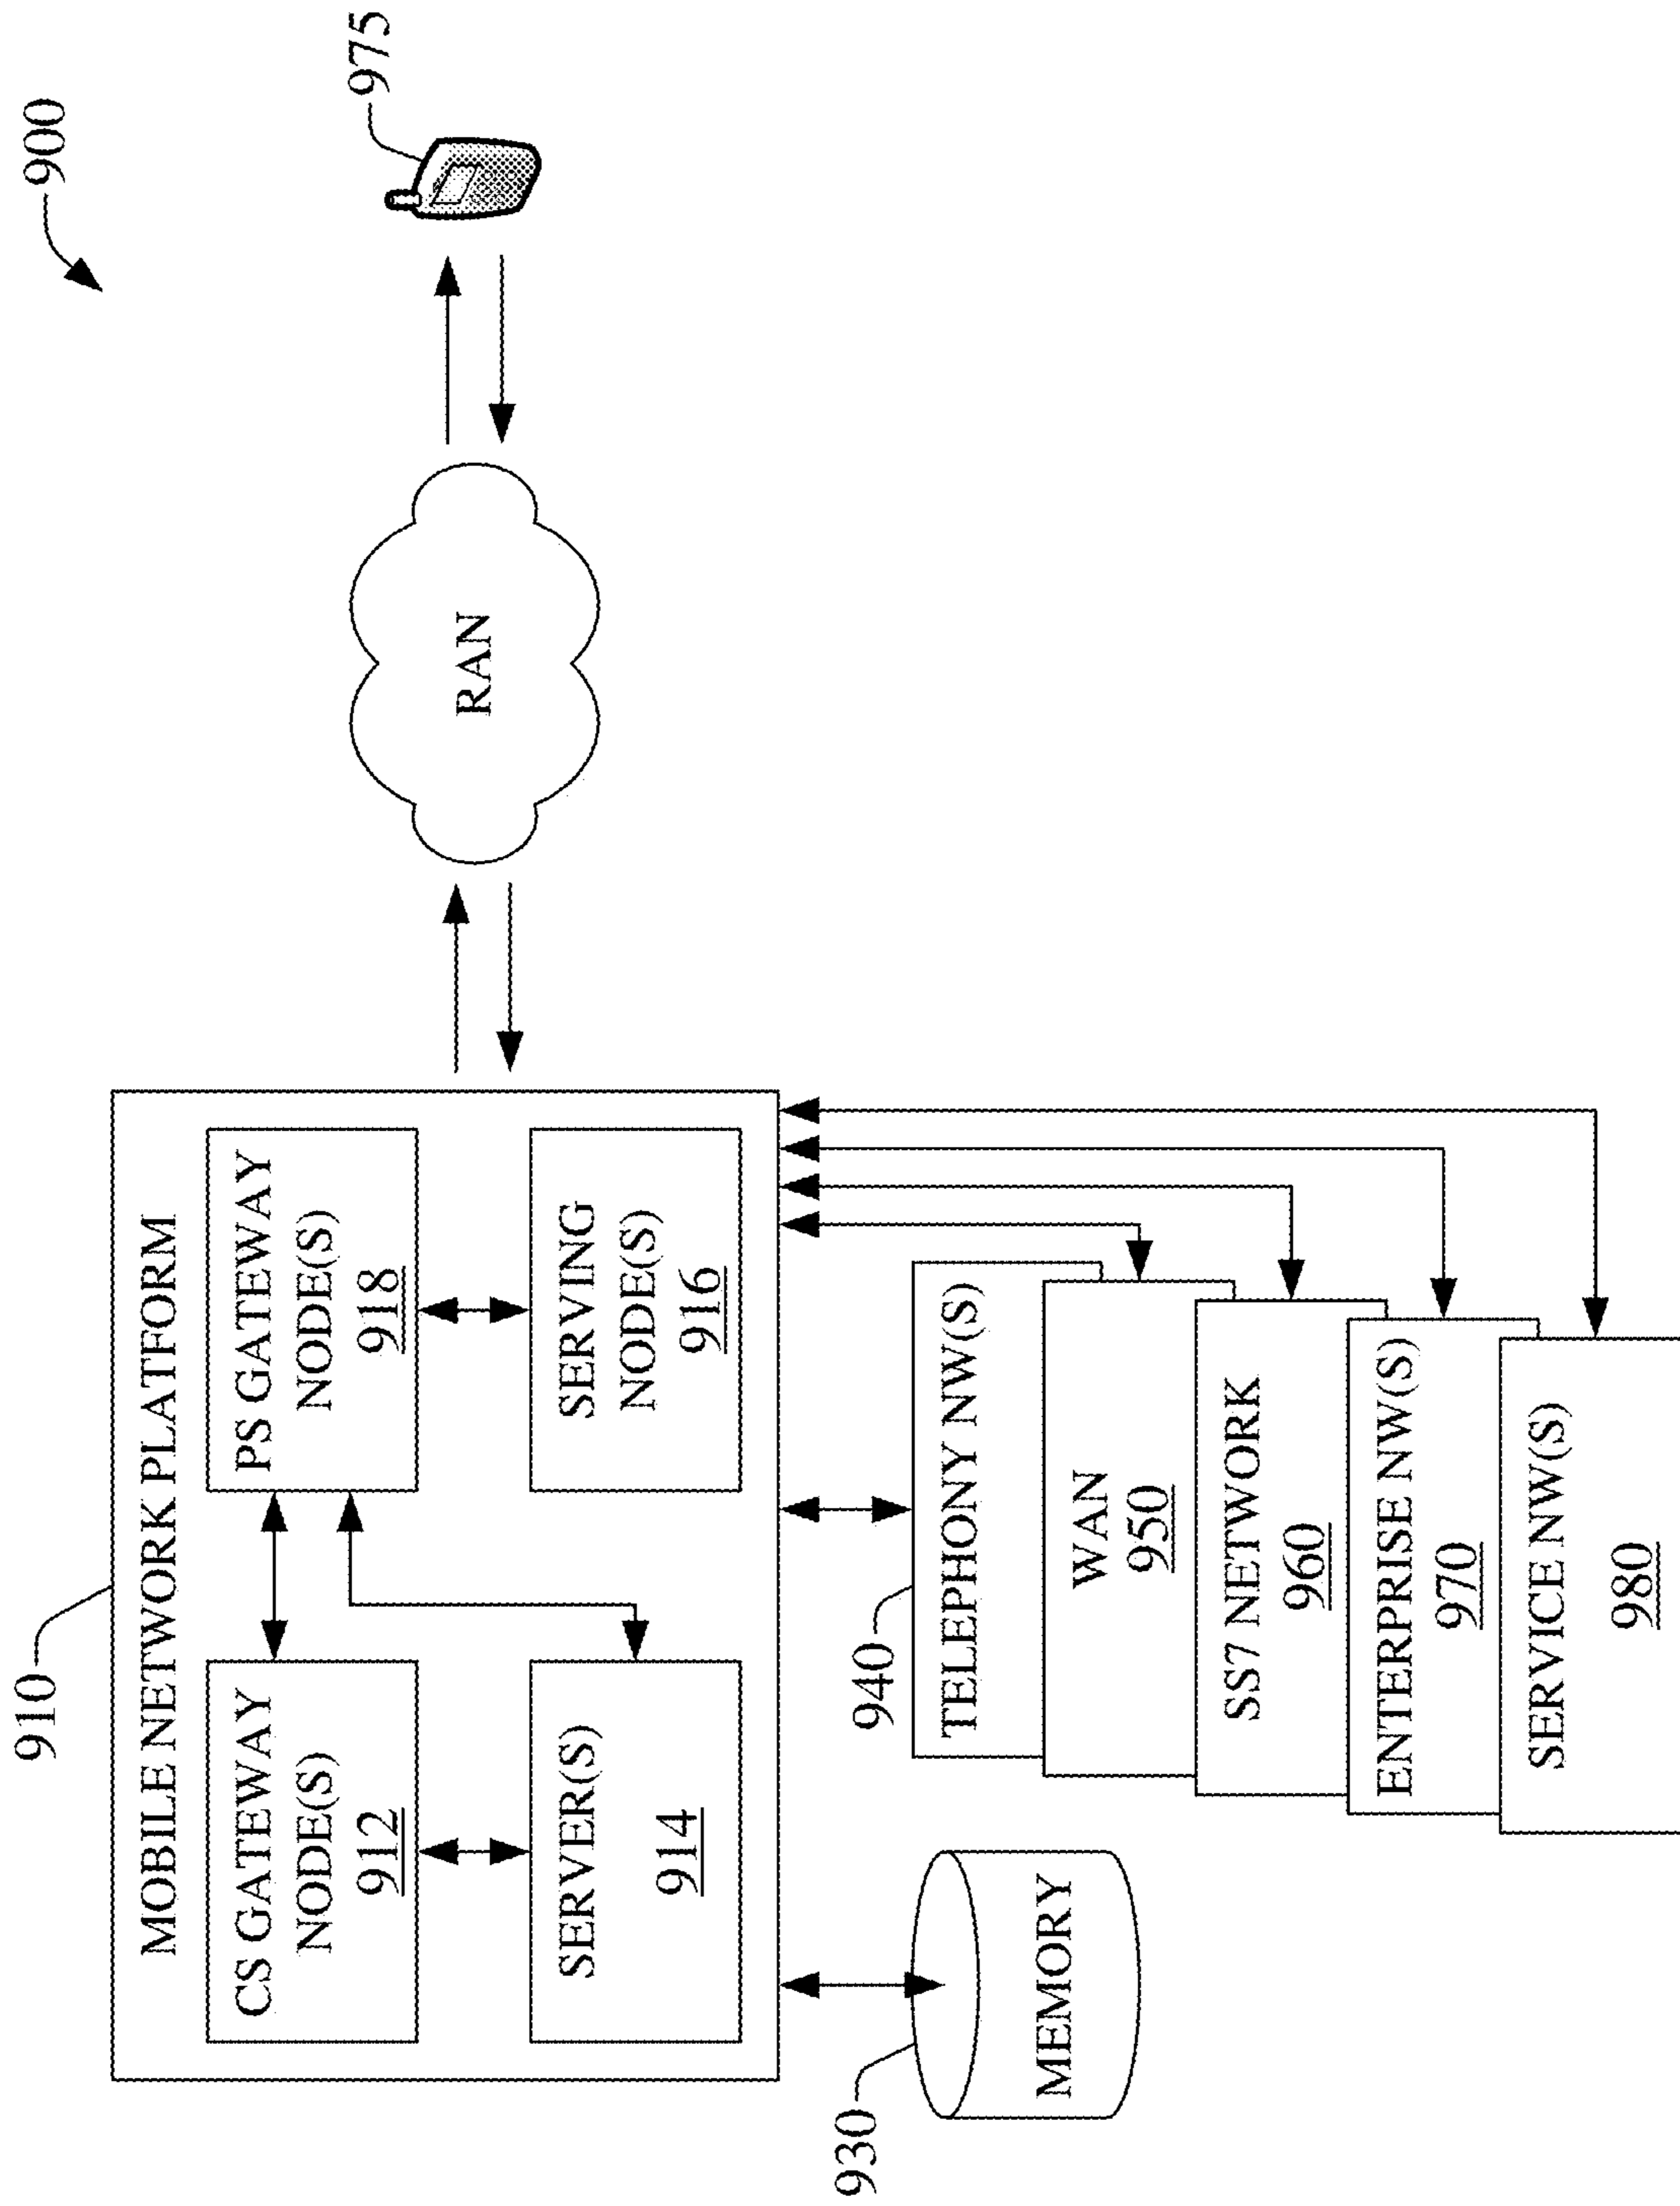 900
910
MOBILE NETWORK PLATFORM
CS GATEWAY
NODE(S)
912
PS GATEWAY
NODE(S)
918
SERVER(S)
914
SERVING
NODE(S)
916
RAN
975
930
MEMORY
940
TELEPHONY NW(S)
WAN
950
SS7 NETWORK
960
ENTERPRISE NW(S)
970
SERVICE NW(S)
980